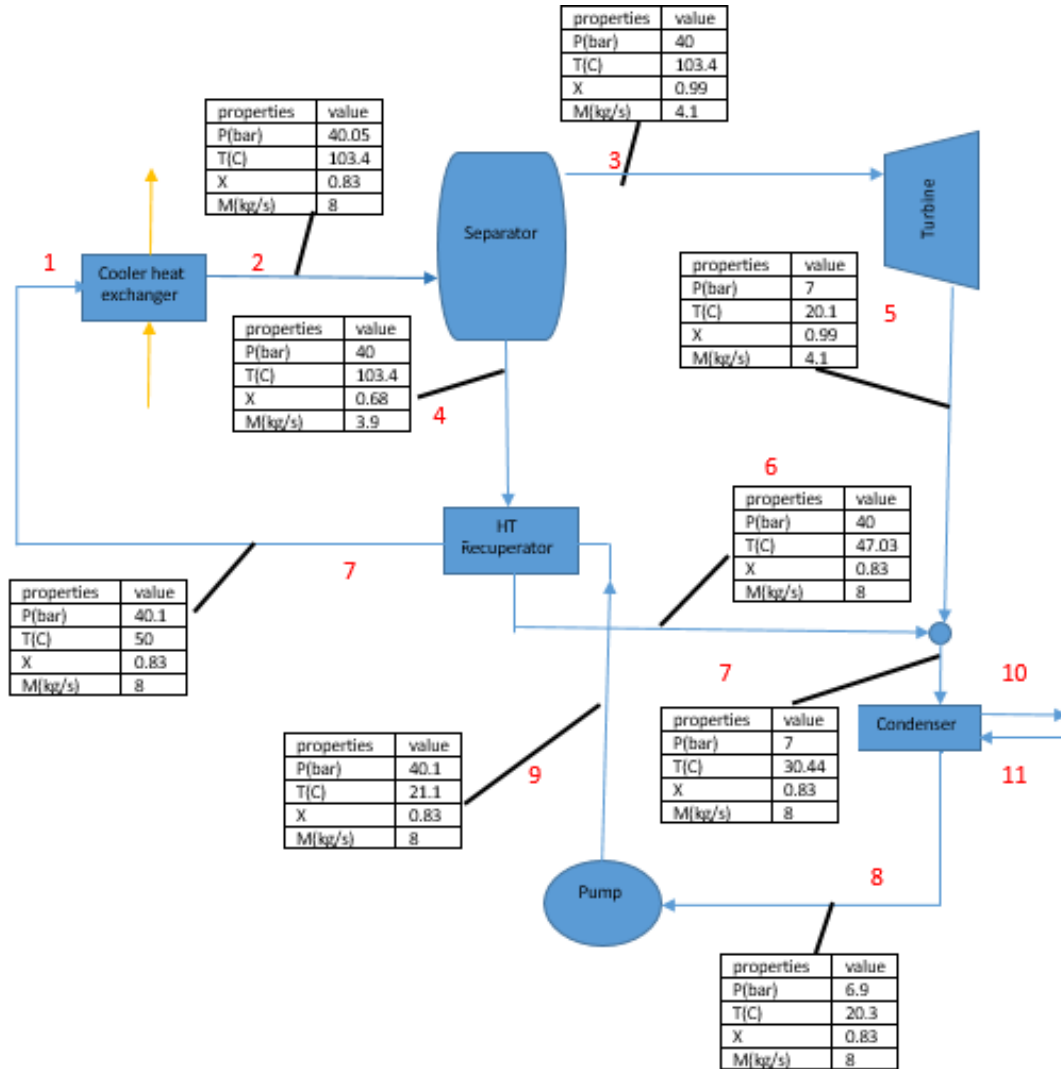 properties value
P(bar) 40
T(C) 103.4
X 0.99
M(kg/s) 4.1
properties value
P(bar) 40.05
T(C) 103.4
X 0.83
M(kg/s) 8
3
Separator
Turbine
1
Cooler heat
exchanger
2
properties value
P(bar) 7
T(C) 20.1
X 0.99
M(kg/s) 4.1
5
properties value
P(bar) 40
T(C) 103.4
X 0.68
M(kg/s) 3.9
4
6
properties value
P(bar) 40
T(C) 47.03
X 0.83
M(kg/s) 8
HT
Recuperator
7
properties value
P(bar) 40.1
T(C) 50
X 0.83
M(kg/s) 8
7
10
properties value
P(bar) 7
T(C) 30.44
X 0.83
M(kg/s) 8
Condenser
11
properties value
P(bar) 40.1
T(C) 21.1
X 0.83
M(kg/s) 8
9
Pump
8
properties value
P(bar) 6.9
T(C) 20.3
X 0.83
M(kg/s) 8